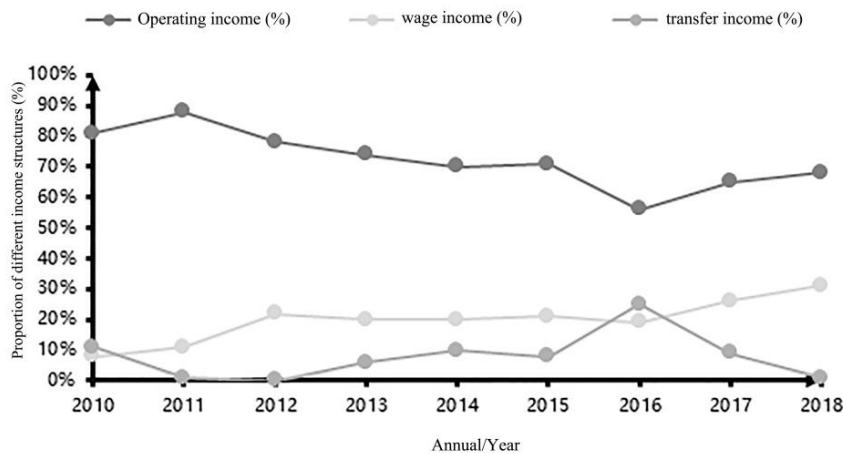 Operating income (%) wage income (%) transfer income (%)
Proportion of different income structures (%)
100%
90%
80%
70%
60%
50%
40%
30%
20%
10%
0%
2010 2011 2012 2013 2014 2015 2016 2017 2018
Annual/Year